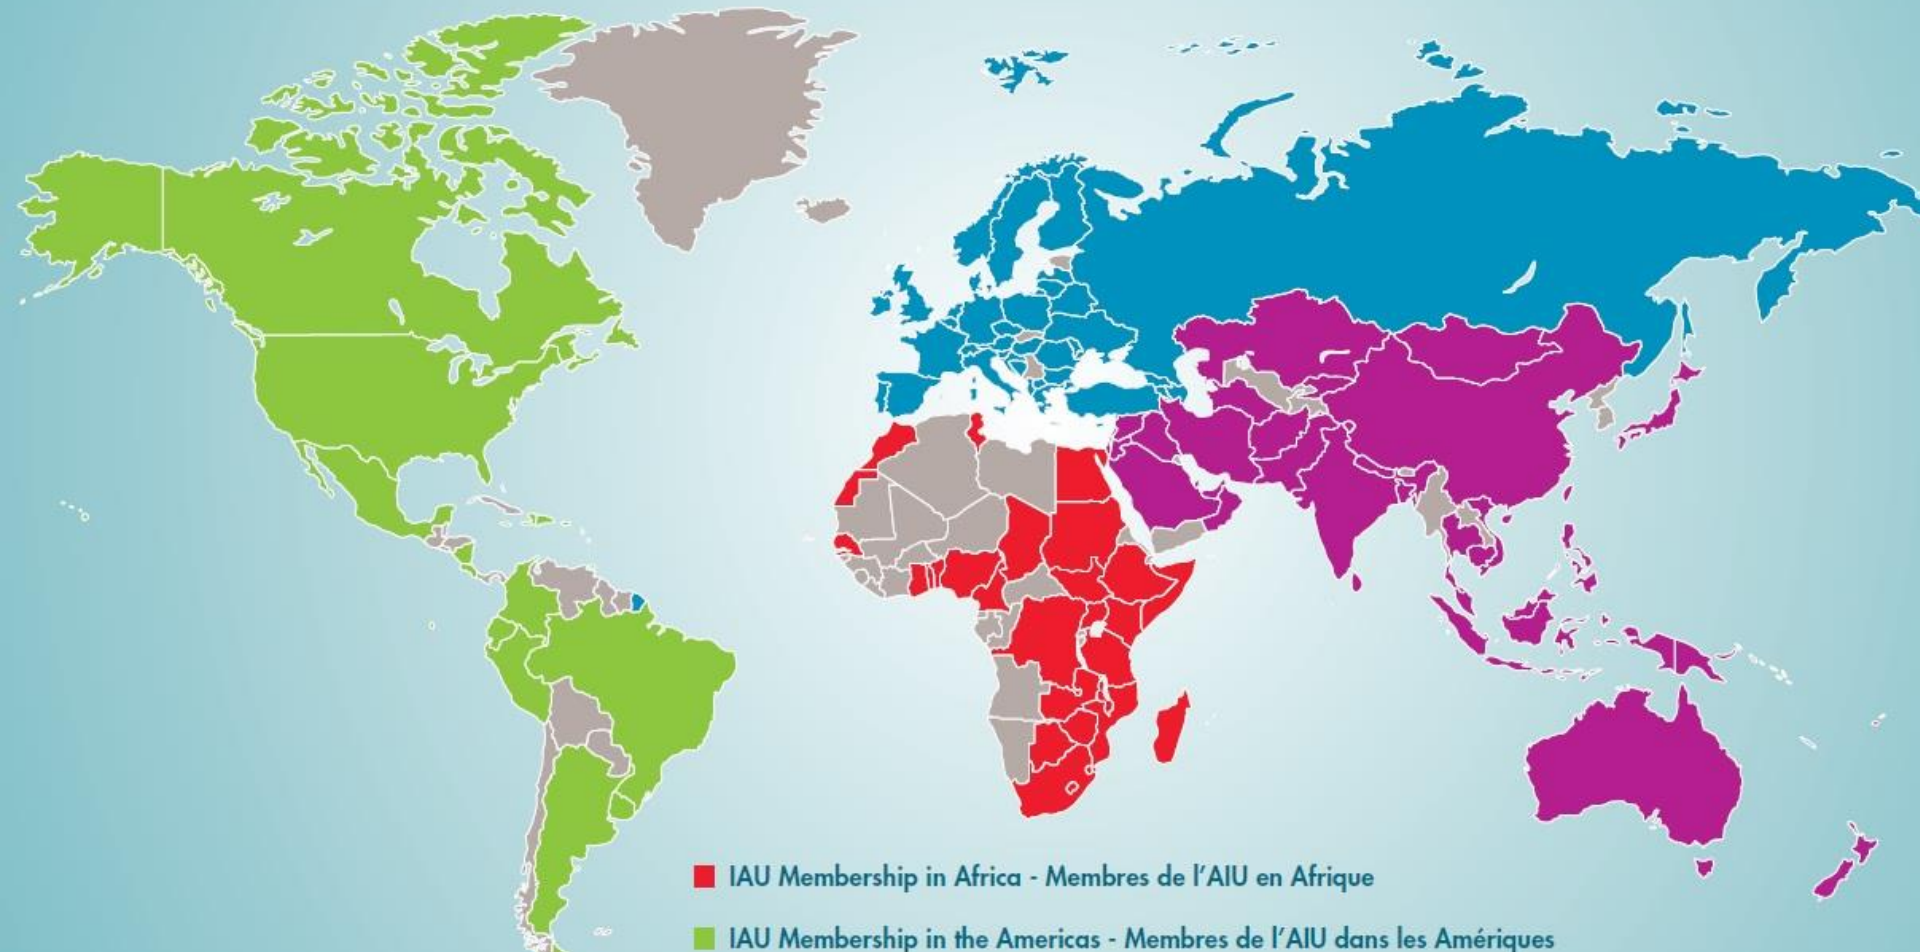 IAU Membership in Africa - Membres de l'AIU en Afrique
IAU Membership in the Americas - Membres de l'AIU dans les Amériques